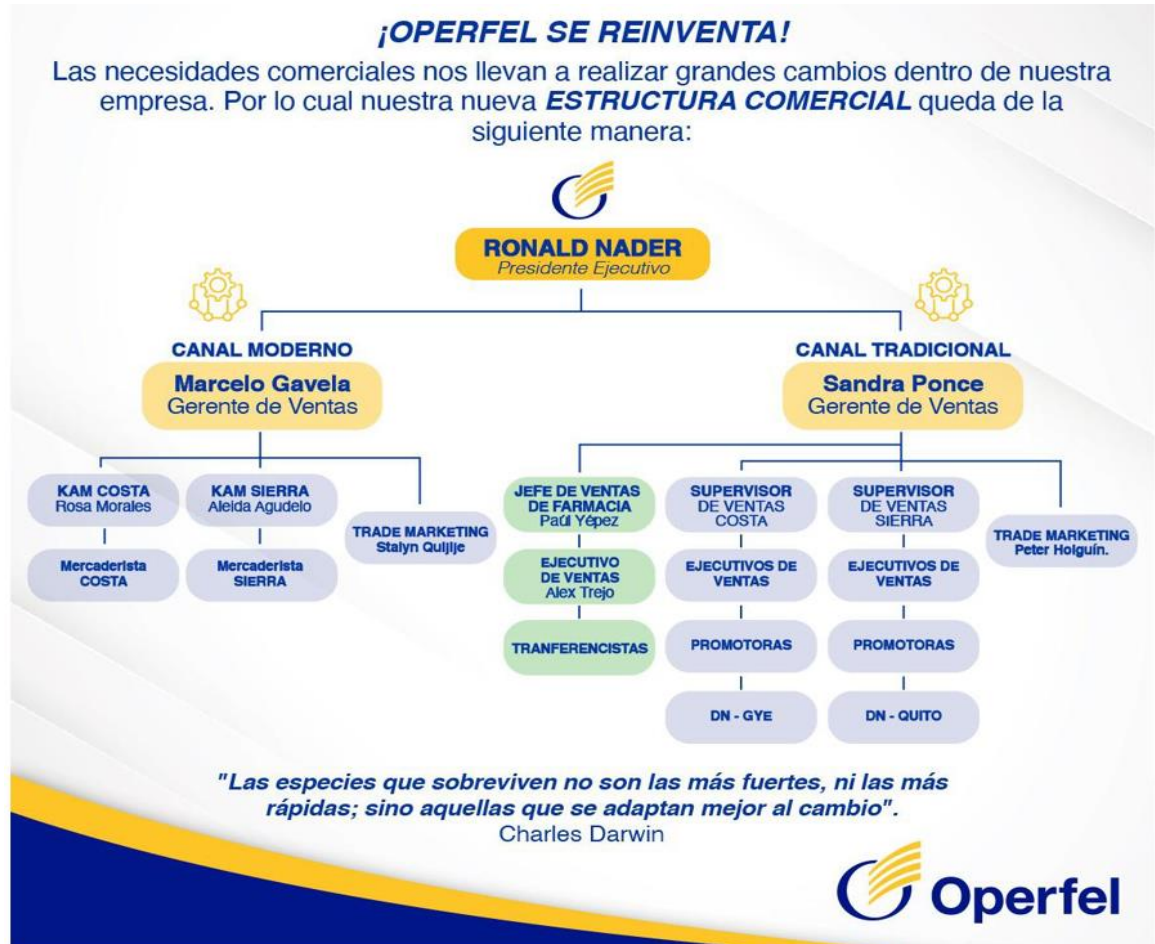 ¡OPERFEL SE REINVENTA!
Las necesidades comerciales nos llevan a realizar grandes cambios dentro de nuestra
empresa. Por lo cual nuestra nueva ESTRUCTURA COMERCIAL queda de la
siguiente manera:
RONALD NADER
Presidente Ejecutivo
CANAL MODERNO
Marcelo Gavela
Gerente de Ventas
KAM COSTA
Rosa Morales
Mercaderista
COSTA
KAM SIERRA
Aleida Agudelo
Mercaderista
SIERRA
TRADE MARKETING
Stalyn Quijije
CANAL TRADICIONAL
Sandra Ponce
Gerente de Ventas
JEFE DE VENTAS
DE FARMACIA
Paúl Yépez
EJECUTIVO
DE VENTAS
Alex Trejo
TRANFERENCISTAS
SUPERVISOR
DE VENTAS
COSTA
EJECUTIVOS DE
VENTAS
PROMOTORAS
DN - GYE
SUPERVISOR
DE VENTAS
SIERRA
EJECUTIVOS DE
VENTAS
PROMOTORAS
DN - QUITO
TRADE MARKETING
Peter Holguín.
"Las especies que sobreviven no son las más fuertes, ni las más
rápidas; sino aquellas que se adaptan mejor al cambio".
Charles Darwin
Operfel